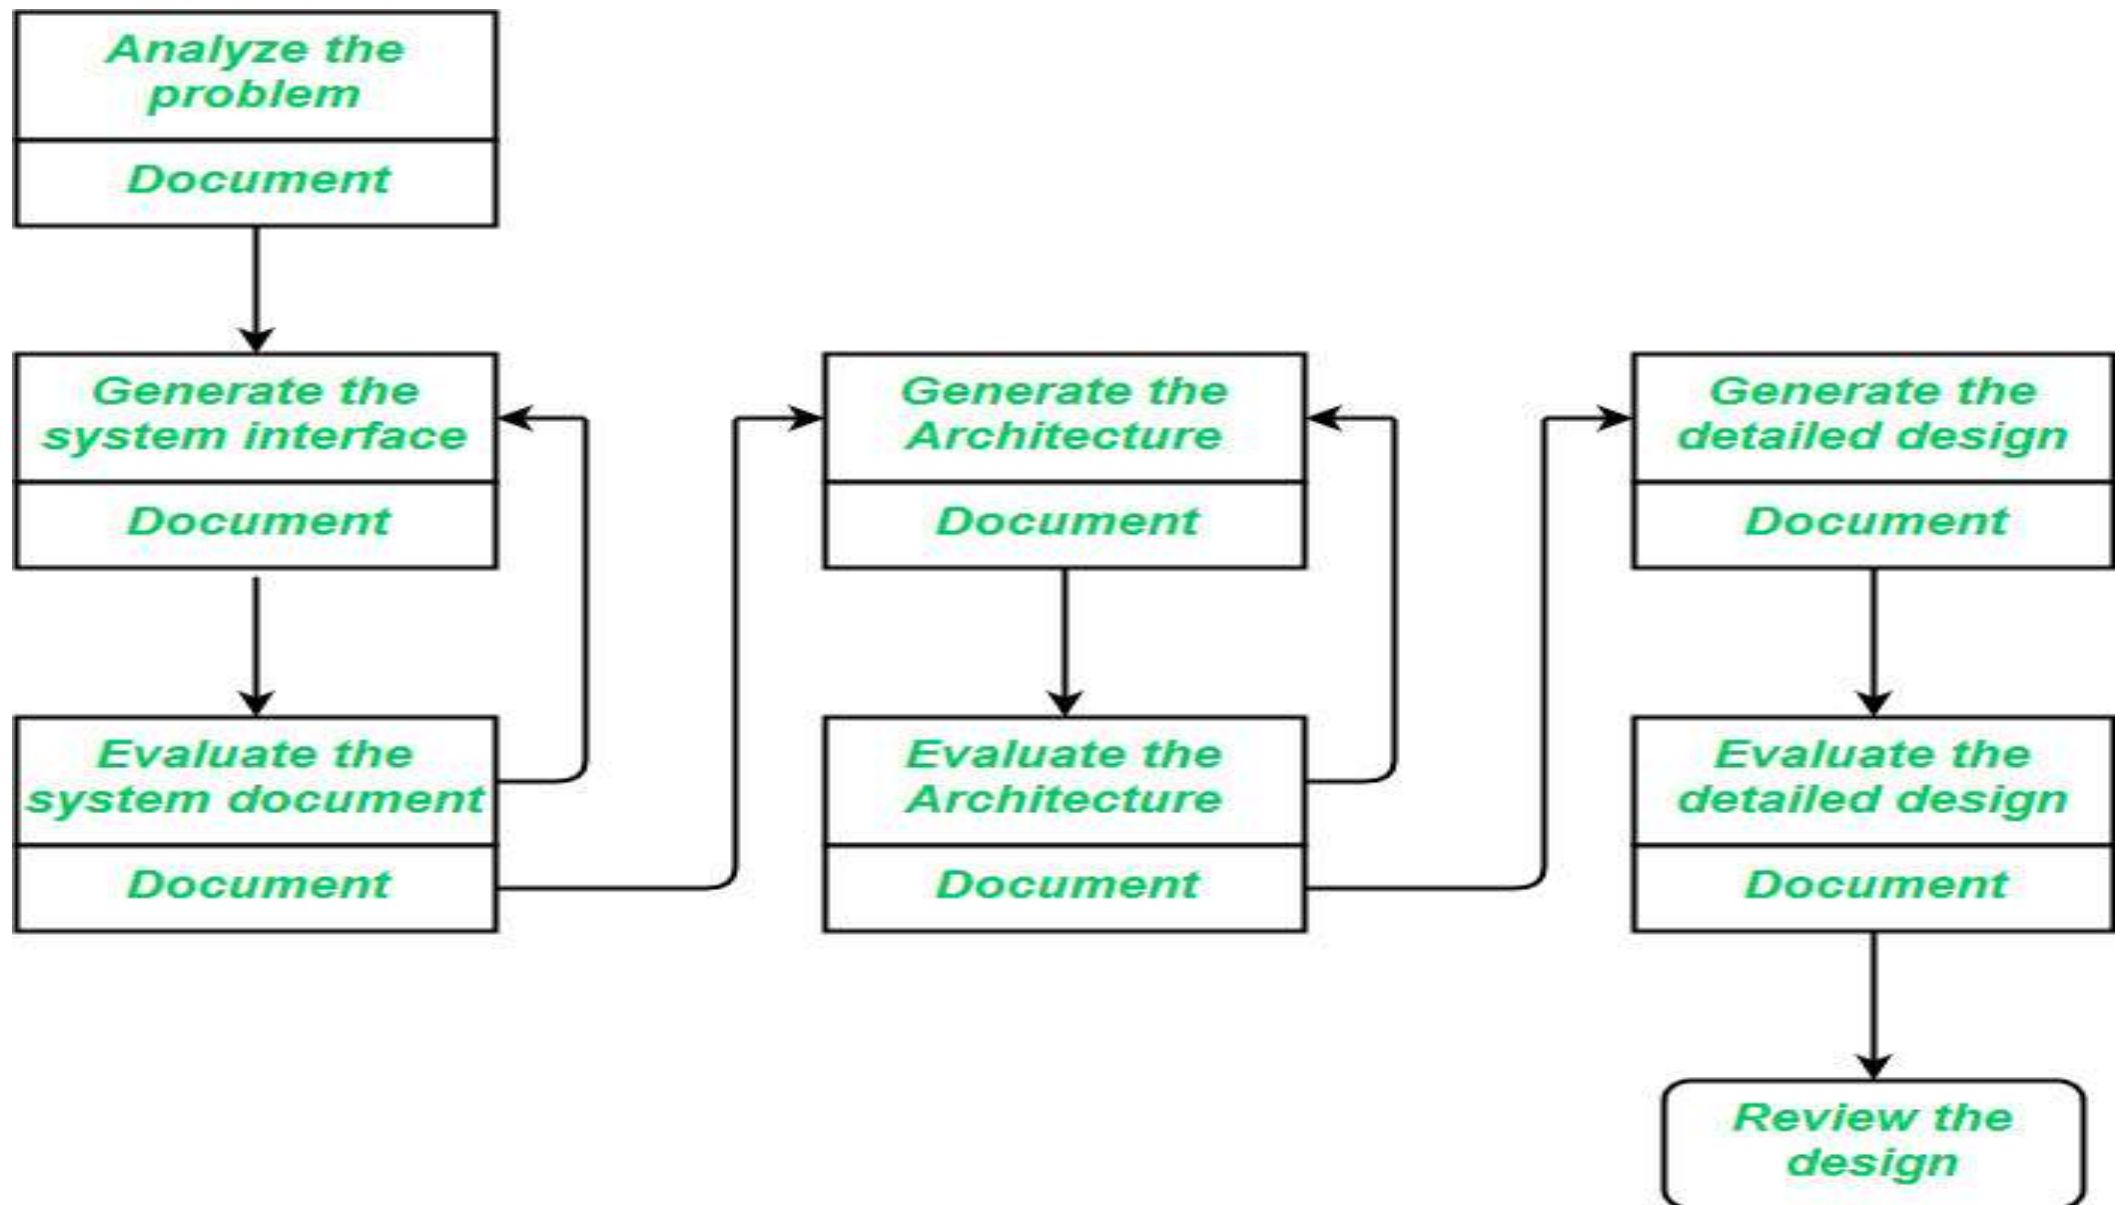 Analyze the
problem
Document
Generate the
system interface
Document
Evaluate the
system document
Document
Generate the
Architecture
Document
Evaluate the
Architecture
Document
Generate the
detailed design
Document
Evaluate the
detailed design
Document
Review the
design